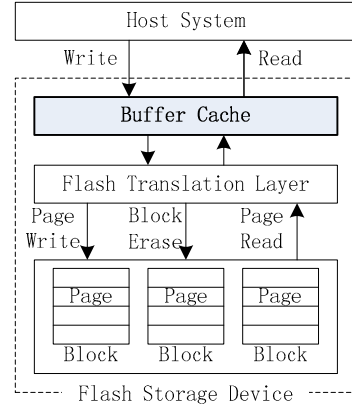 Host System
Write Read
Buffer Cache
Flash Translation Layer
Page Block Page
Write Erase Read
Page Page Page
Block Block Block
Flash Storage Device